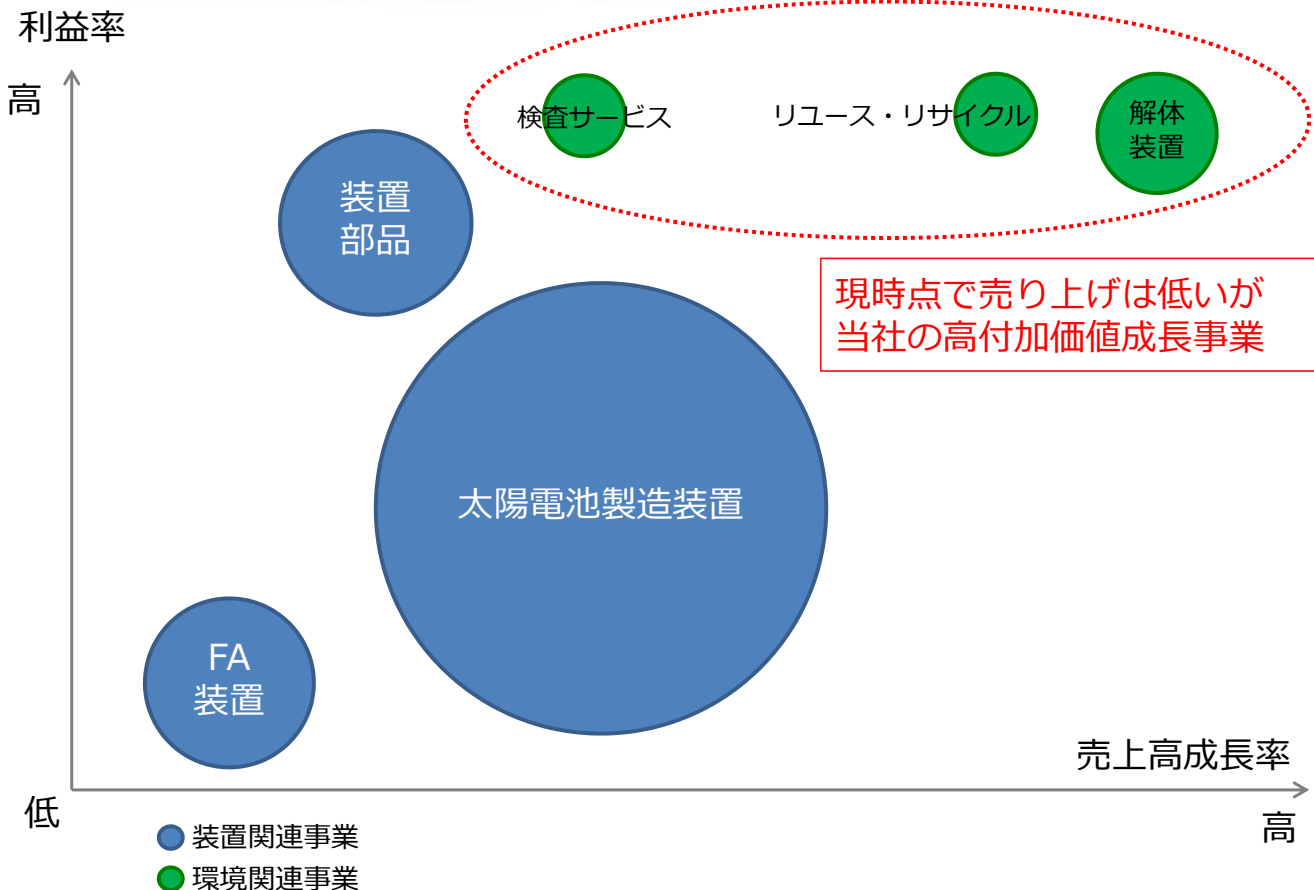 利益率
高
検査サービス
リユース・リサイクル
解体
装置
装置
部品
現時点で売り上げは低いが
当社の高付加価値成長事業
太陽電池製造装置
FA
装置
売上高成長率
低
高
装置関連事業
環境関連事業